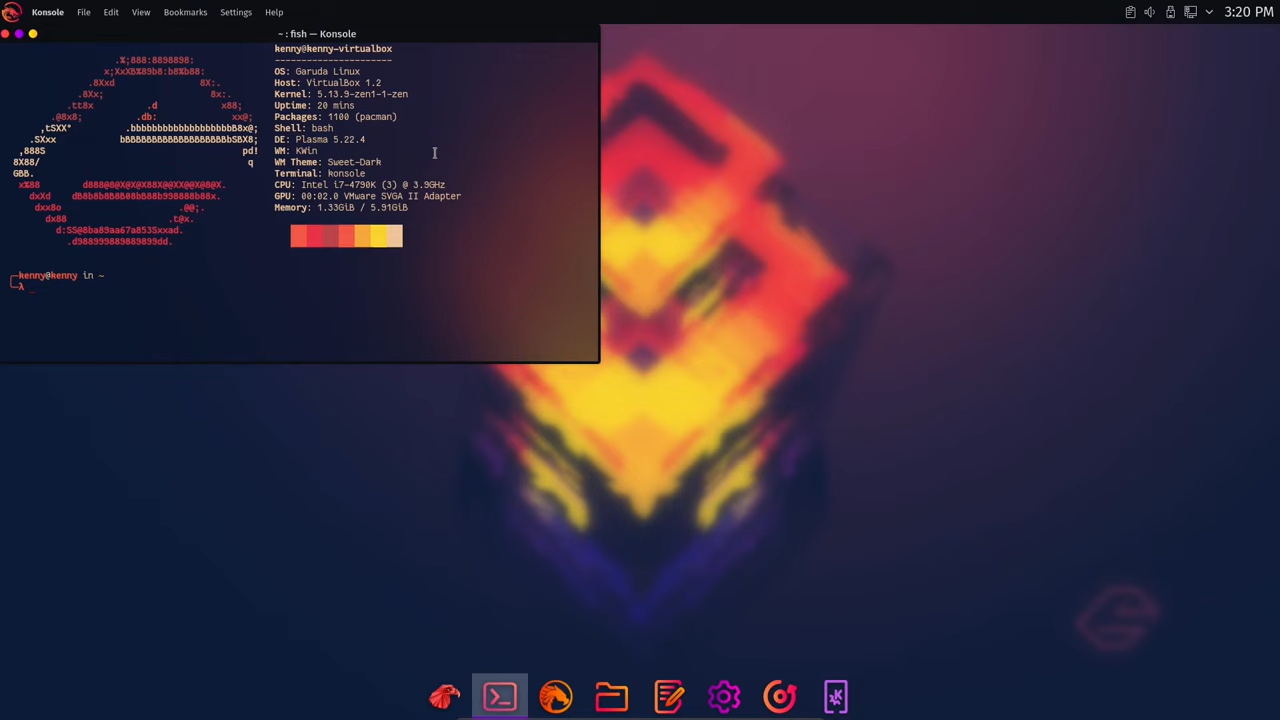 Konsole File Edit View Bookmarks Settings Help 3:20 PM
~ : fish — Konsole
kenny@kenny-virtualbox
----------------------
OS: Garuda Linux
Host: VirtualBox 1.2
Kernel: 5.13.9-zen1-1-zen
Uptime: 20 mins
Packages: 1100 (pacman)
Shell: bash
DE: Plasma 5.22.4
WM: KWin
WM Theme: Sweet-Dark
Terminal: konsole
CPU: Intel i7-4790K (3) @ 3.9GHz
GPU: 00:02.0 VMware SVGA II Adapter
Memory: 1.33GiB / 5.91GiB
kenny@kenny in ~
λ _